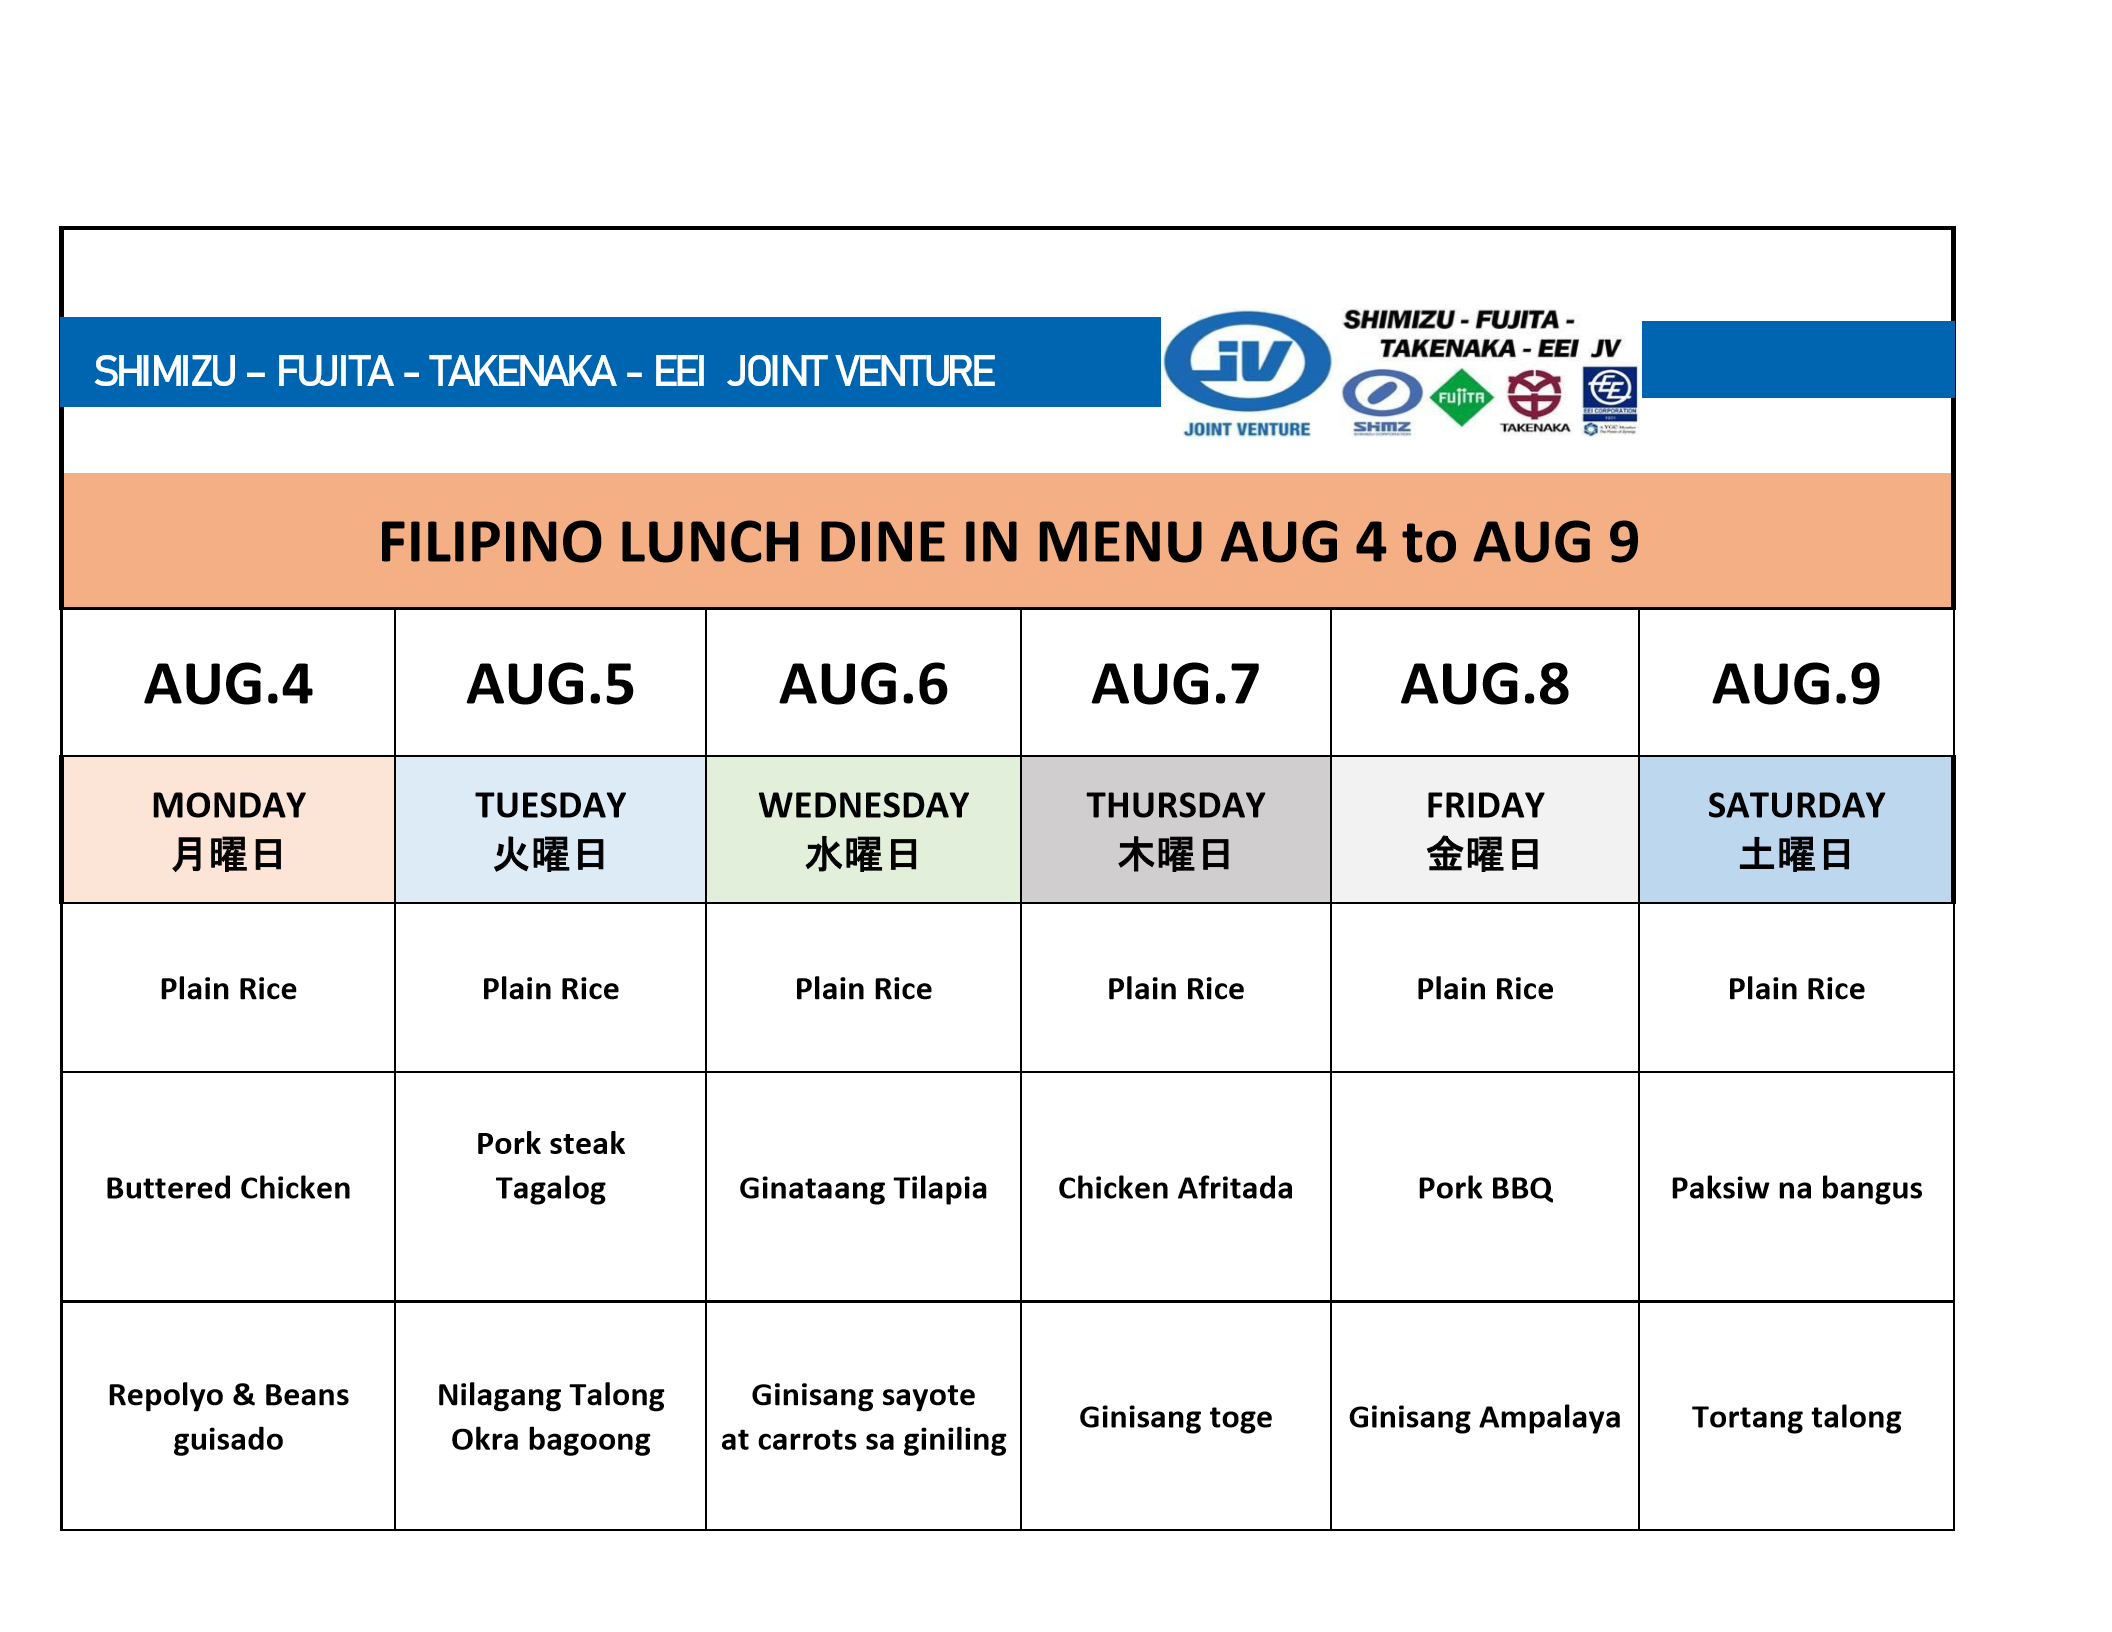 SHIMIZU – FUJITA - TAKENAKA - EEI JOINT VENTURE
JV
JOINT VENTURE
SHIMIZU - FUJITA -
TAKENAKA - EEI JV
SHMZ
FUJITA
TAKENAKA
EEI
EEI CORPORATION
FILIPINO LUNCH DINE IN MENU AUG 4 to AUG 9
AUG.4 AUG.5 AUG.6 AUG.7 AUG.8 AUG.9
MONDAY TUESDAY WEDNESDAY THURSDAY FRIDAY SATURDAY
月曜日 火曜日 水曜日 木曜日 金曜日 土曜日
Plain Rice Plain Rice Plain Rice Plain Rice Plain Rice Plain Rice
Buttered Chicken
Pork steak
Tagalog
Ginataang Tilapia
Chicken Afritada
Pork BBQ
Paksiw na bangus
Repolyo & Beans
guisado
Nilagang Talong
Okra bagoong
Ginisang sayote
at carrots sa giniling
Ginisang toge
Ginisang Ampalaya
Tortang talong